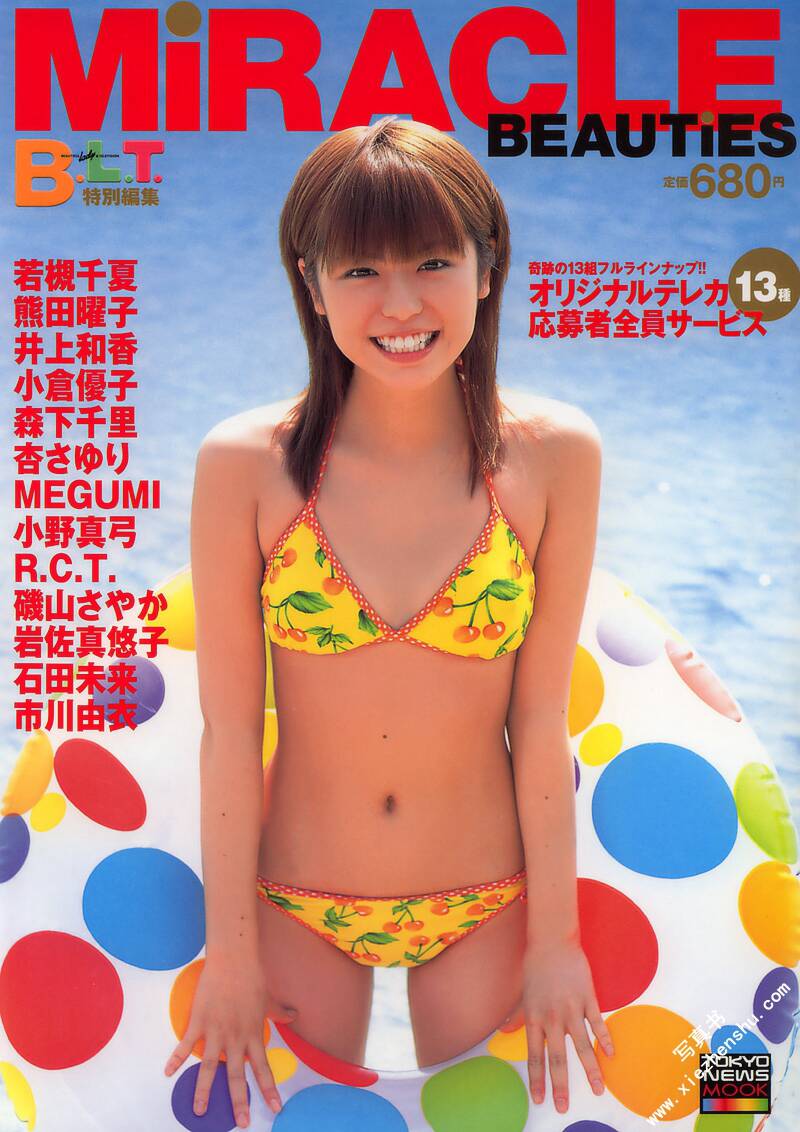 MiRACLE
BEAUTiES
B.L.T.
特別編集
定価680円
奇跡の13組フルラインナップ!!
オリジナルテレカ13種
応募者全員サービス
若槻千夏
熊田曜子
井上和香
小倉優子
森下千里
杏さゆり
MEGUMI
小野真弓
R.C.T.
磯山さやか
岩佐真悠子
石田未来
市川由衣
写真书
www.xiezhenshu.com
TOKYO
NEWS
MOOK